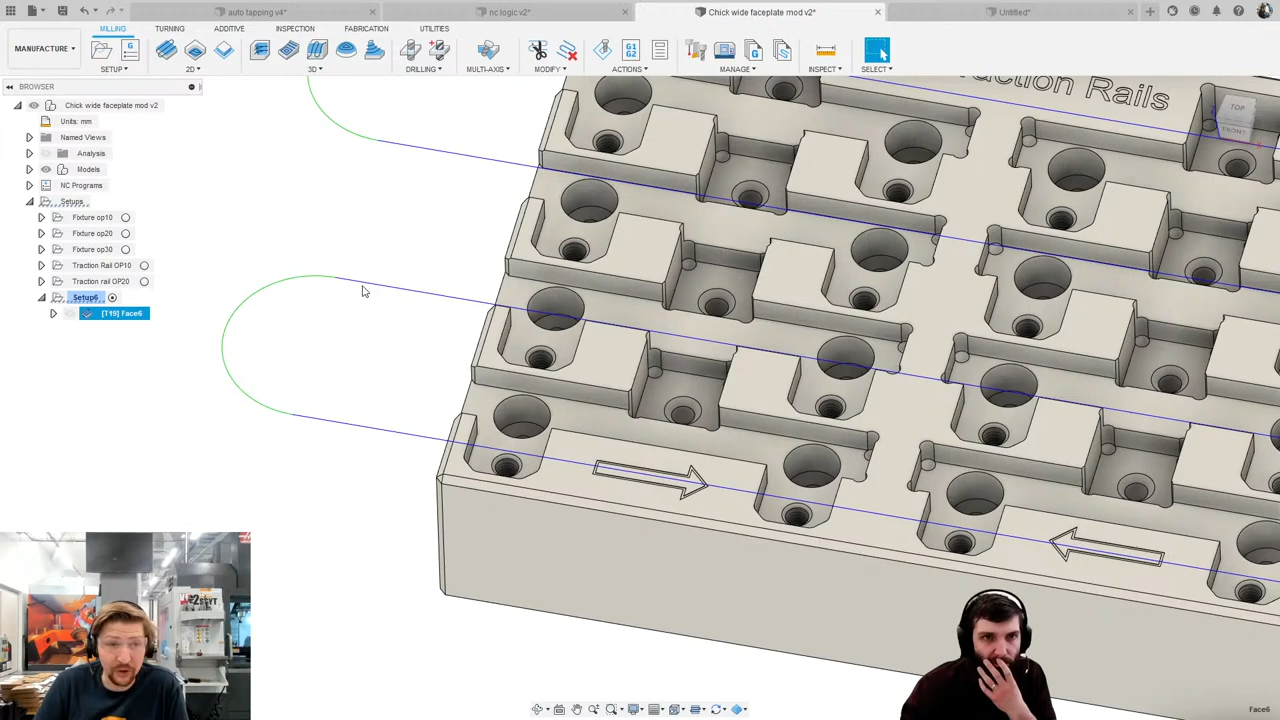 auto tapping v4*
nc logic v2*
Chick wide faceplate mod v2*
Untitled*
MANUFACTURE
MILLING
TURNING
ADDITIVE
INSPECTION
FABRICATION
UTILITIES
SETUP
2D
3D
DRILLING
MULTI-AXIS
MODIFY
ACTIONS
MANAGE
INSPECT
SELECT
G1
G2
BROWSER
Chick wide faceplate mod v2
Units: mm
Named Views
Analysis
Models
NC Programs
Setups
Fixture op10
Fixture op20
Fixture op30
Traction Rail OP10
Traction rail OP20
Setup6
[T19] Face6
raction Rails
TOP
FRONT
Face6